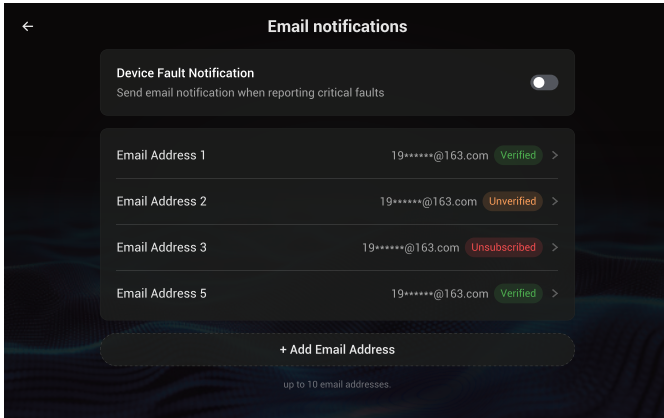 Email notifications
Device Fault Notification
Send email notification when reporting critical faults
Email Address 1 19******@163.com Verified
Email Address 2 19******@163.com Unverified
Email Address 3 19******@163.com Unsubscribed
Email Address 5 19******@163.com Verified
+ Add Email Address
up to 10 email addresses.